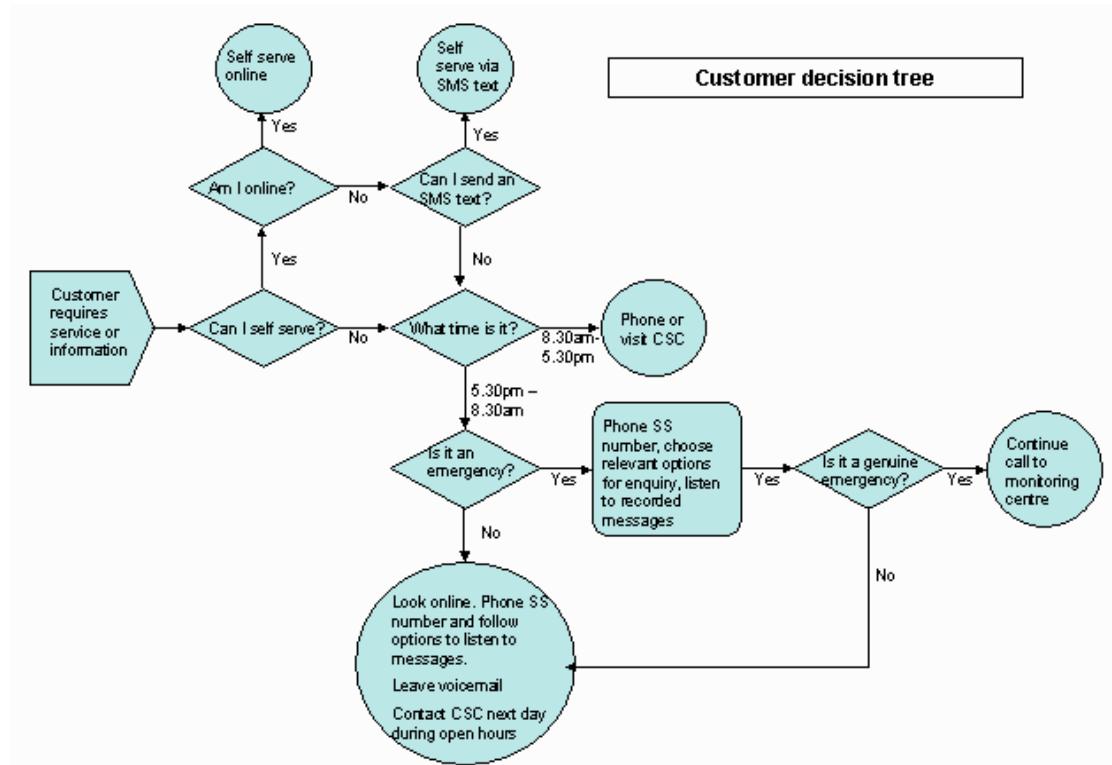 Customer decision tree
Self serve
online
Self
serve via
SMS text
Yes
Yes
Am I online?
No
Can I send an
SMS text?
Yes
No
Customer
requires
service or
information
Can I self serve?
No
What time is it?
8.30am-
5.30pm
Phone or
visit CSC
5.30pm –
8.30am
Is it an
emergency?
Yes
Phone SS
number, choose
relevant options
for enquiry, listen
to recorded
messages
Yes
Is it a genuine
emergency?
Yes
Continue
call to
monitoring
centre
No
No
Look online. Phone SS
number and follow
options to listen to
messages.
Leave voicemail
Contact CSC next day
during open hours